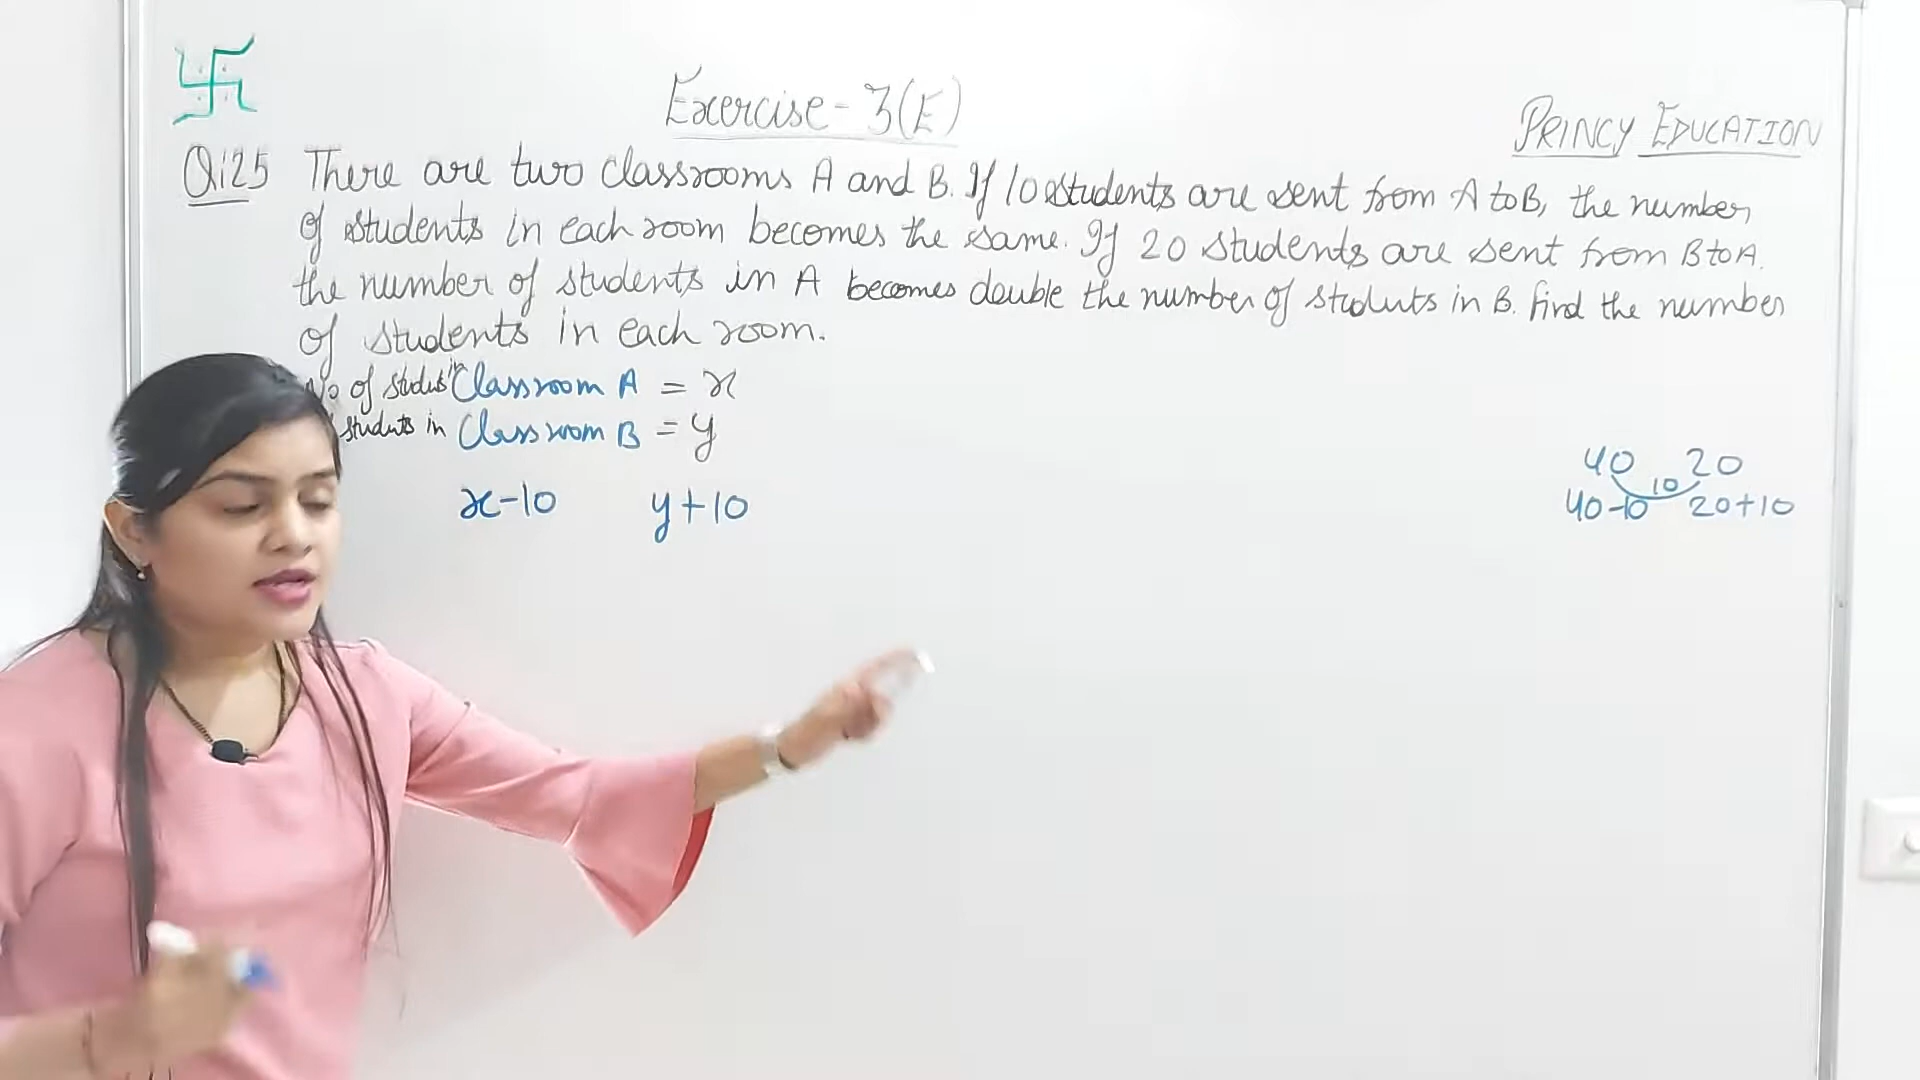 Exercise - 3(E)
PRINCY EDUCATION
Q:25 There are two classrooms A and B. If 10 students are sent from A to B, the number
of students in each room becomes the same. If 20 students are sent from B to A.
the number of students in A becomes double the number of studuts in B. find the number
of students in each room.
No of studuts in Classroom A = x
students in Classroom B = y
40 20
10
x-10 y+10
40-10 20+10